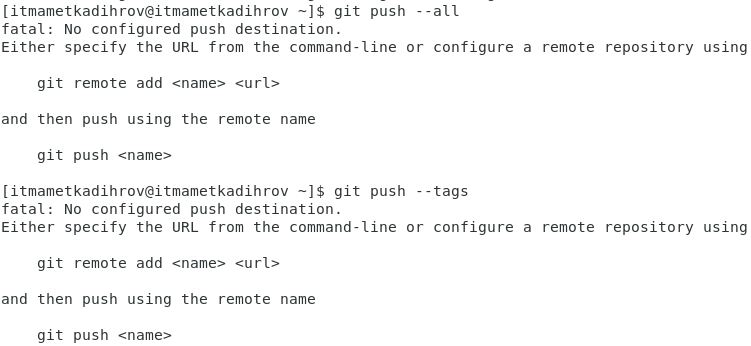 [itmametkadihrov@itmametkadihrov ~]$ git push --all
fatal: No configured push destination.
Either specify the URL from the command-line or configure a remote repository using
git remote add <name> <url>
and then push using the remote name
git push <name>
[itmametkadihrov@itmametkadihrov ~]$ git push --tags
fatal: No configured push destination.
Either specify the URL from the command-line or configure a remote repository using
git remote add <name> <url>
and then push using the remote name
git push <name>